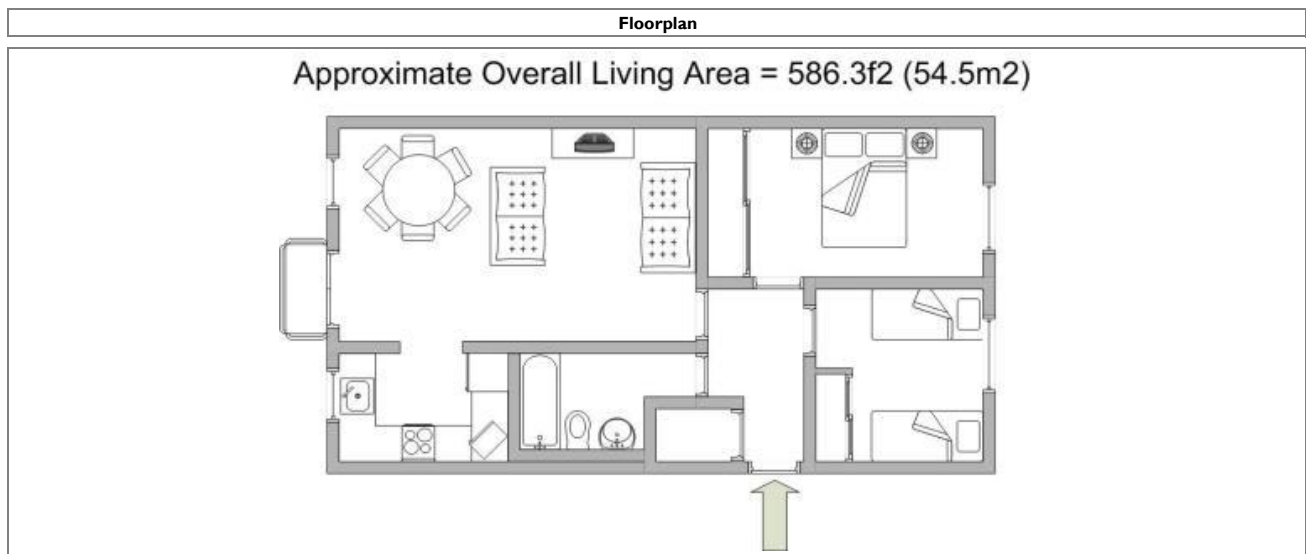 Floorplan
Approximate Overall Living Area = 586.3f2 (54.5m2)